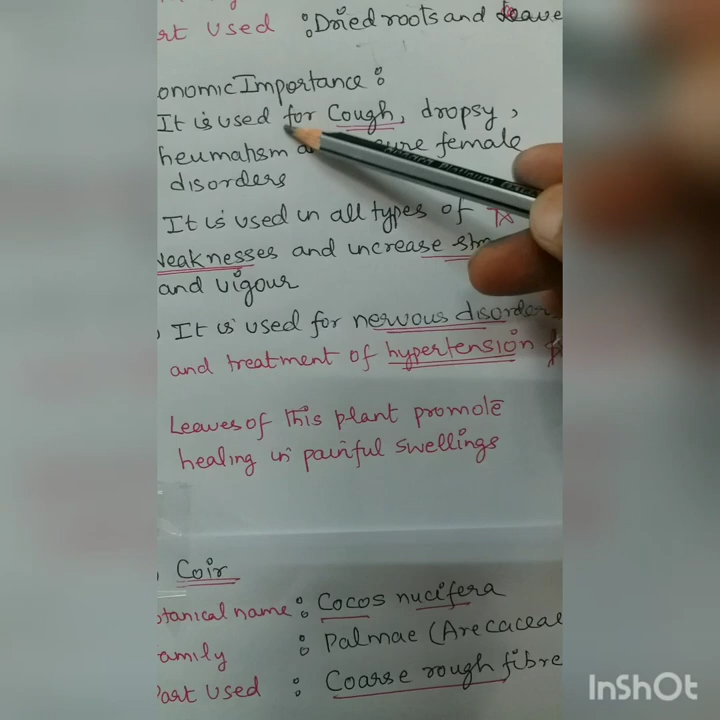 rt Used : Dried roots and Leave
onomic Importance :
It is used for Cough, dropsy,
heumatism a ure female
disorders
It is used in all types of
weaknesses and increase stre
and vigour
It is used for nervous disorder
and treatment of hypertension
Leaves of this plant promote
healing in painful swellings
Coir
otanical name : Cocos nucifera
amily : Palmae (Arecaceae
Part Used : Coarse rough fibre
InShOt